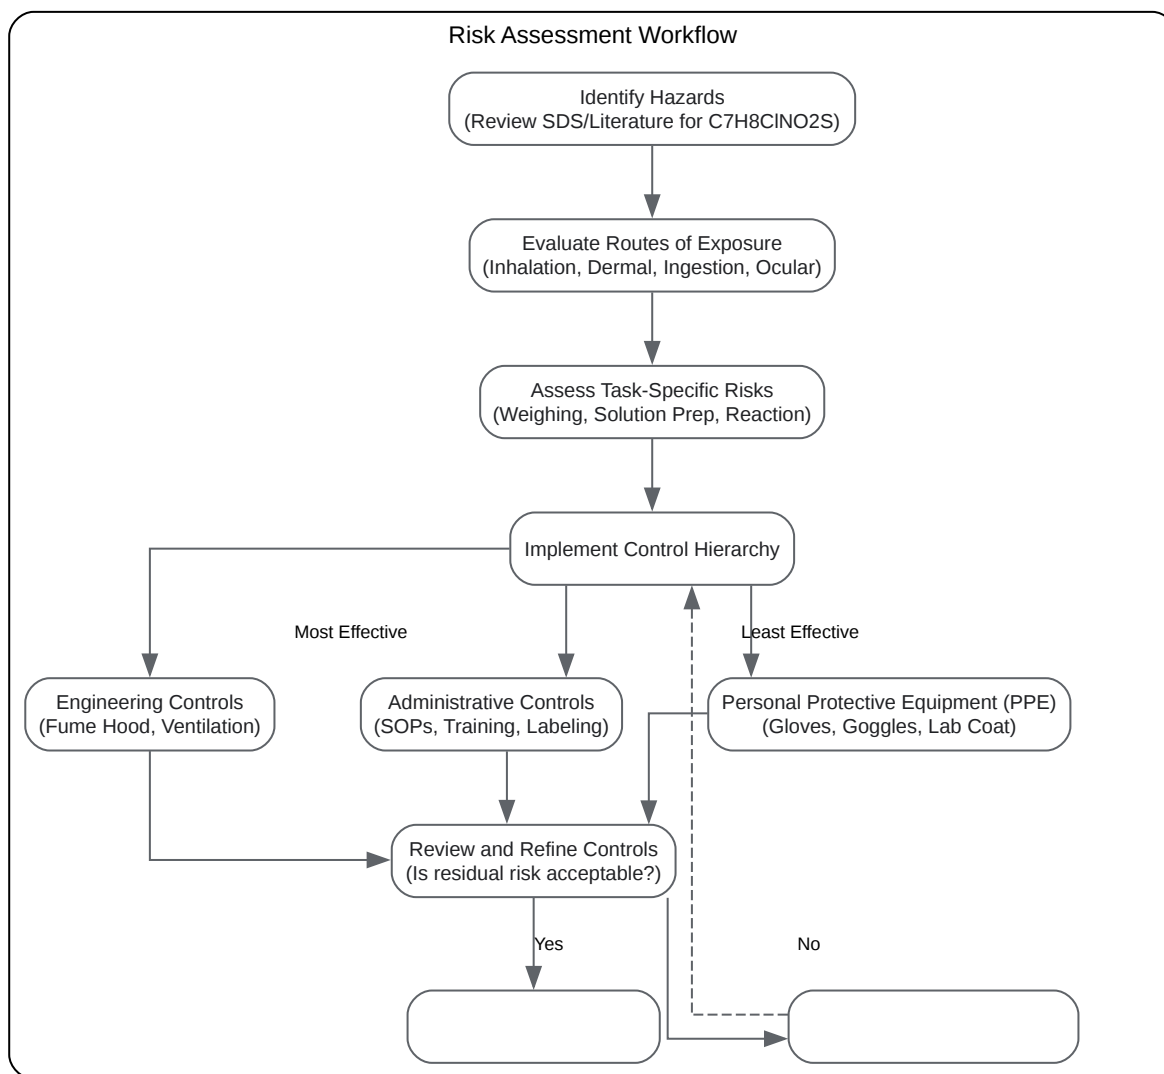 Risk Assessment Workflow
Identify Hazards
(Review SDS/Literature for C7H8ClNO2S)
Evaluate Routes of Exposure
(Inhalation, Dermal, Ingestion, Ocular)
Assess Task-Specific Risks
(Weighing, Solution Prep, Reaction)
Implement Control Hierarchy
Most Effective
Least Effective
Engineering Controls
(Fume Hood, Ventilation)
Administrative Controls
(SOPs, Training, Labeling)
Personal Protective Equipment (PPE)
(Gloves, Goggles, Lab Coat)
Review and Refine Controls
(Is residual risk acceptable?)
Yes
No